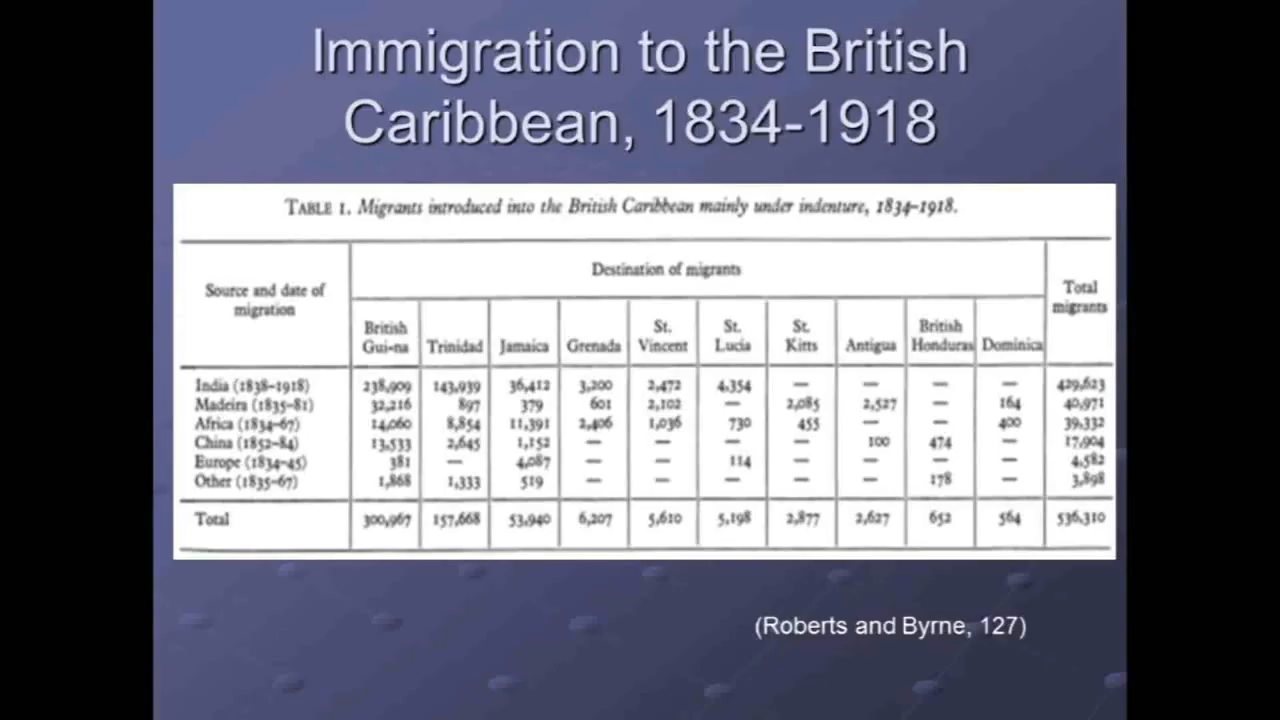 Immigration to the British
Caribbean, 1834-1918
TABLE 1. Migrants introduced into the British Caribbean mainly under indenture, 1834–1918.
Source and date of migration | Destination of migrants | Total migrants
British Gui-na | Trinidad | Jamaica | Grenada | St. Vincent | St. Lucia | St. Kitts | Antigua | British Honduras | Dominica
India (1838–1918) 238,909 143,939 36,412 3,200 2,472 4,354 — — — — 429,623
Madeira (1835–81) 32,216 897 379 601 2,102 — 2,085 2,527 — 164 40,971
Africa (1834–67) 14,060 8,854 11,391 2,406 1,036 730 455 — — 400 39,332
China (1852–84) 13,533 2,645 1,152 — — — — 100 474 — 17,904
Europe (1834–45) 381 — 4,087 — — 114 — — — — 4,582
Other (1835–67) 1,868 1,333 519 — — — — — 178 — 3,898
Total 300,967 157,668 53,940 6,207 5,610 5,198 2,877 2,627 652 564 536,310
(Roberts and Byrne, 127)